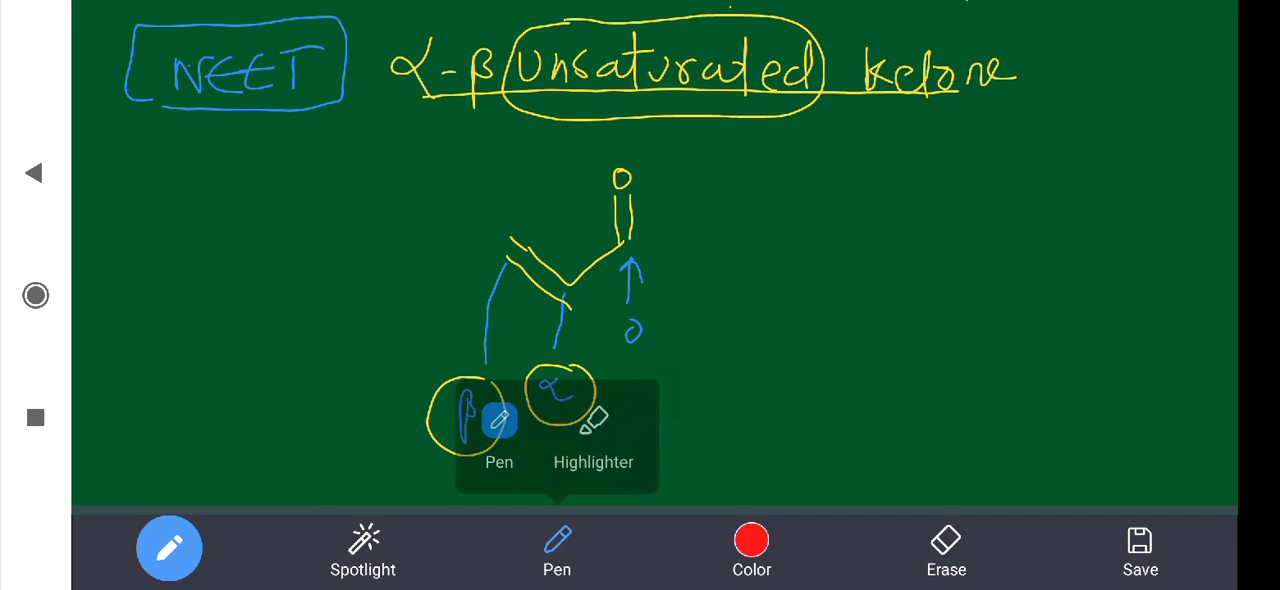 NEET α-β Unsaturated Ketone
O
O
β α
Pen Highlighter
Spotlight Pen Color Erase Save